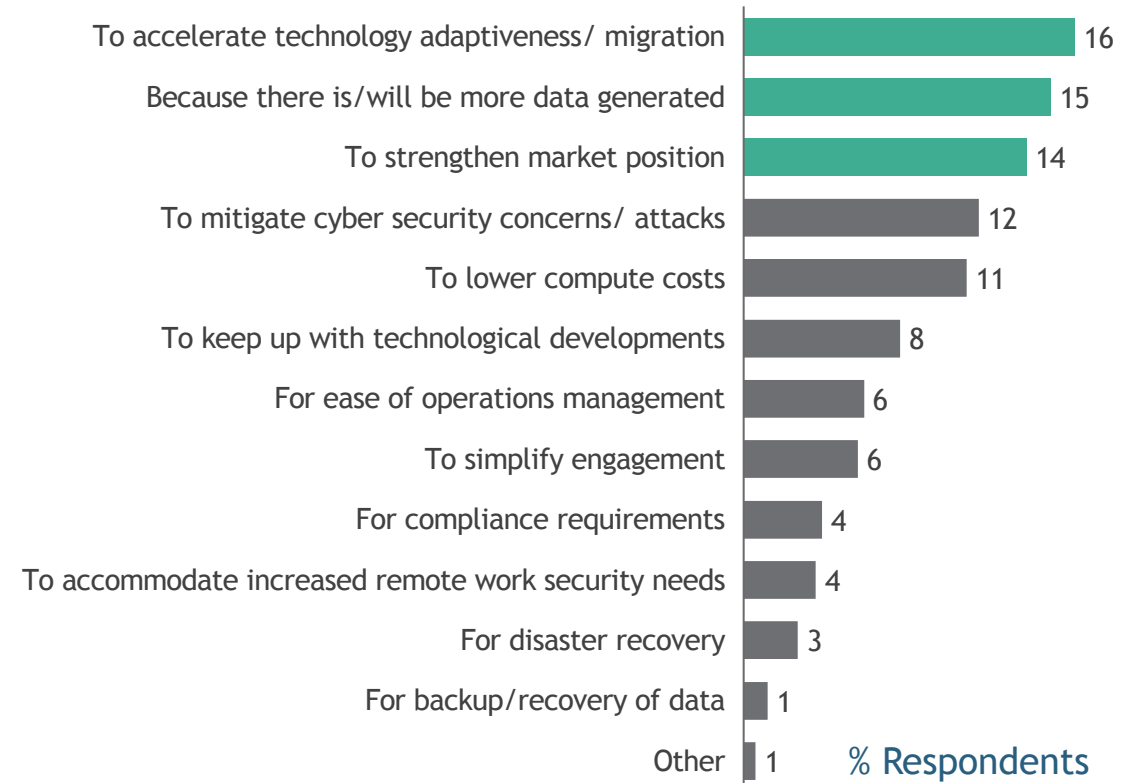 To accelerate technology adaptiveness/ migration 16
Because there is/will be more data generated 15
To strengthen market position 14
To mitigate cyber security concerns/ attacks 12
To lower compute costs 11
To keep up with technological developments 8
For ease of operations management 6
To simplify engagement 6
For compliance requirements 4
To accommodate increased remote work security needs 4
For disaster recovery 3
For backup/recovery of data 1
Other 1 % Respondents